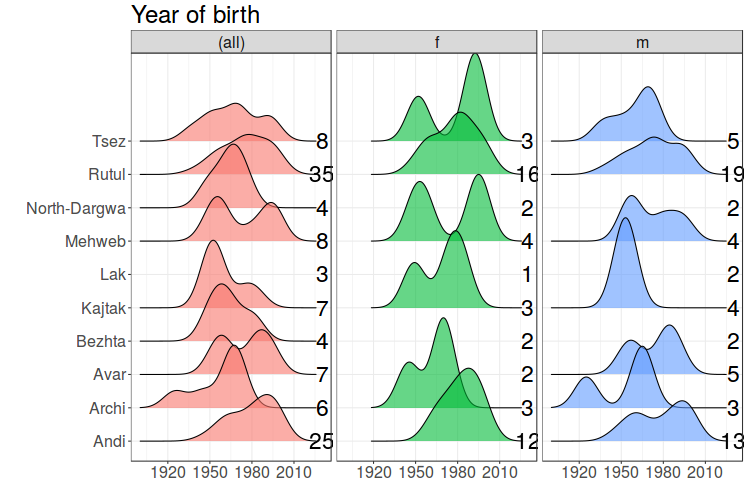 Year of birth
(all) f m
Tsez 8 3 5
Rutul 35 16 19
North-Dargwa 4 2 2
Mehweb 8 4 4
Lak 3 1 2
Kajtak 7 3 4
Bezhta 4 2 2
Avar 7 2 5
Archi 6 3 3
Andi 25 12 13
1920 1950 1980 2010 1920 1950 1980 2010 1920 1950 1980 2010